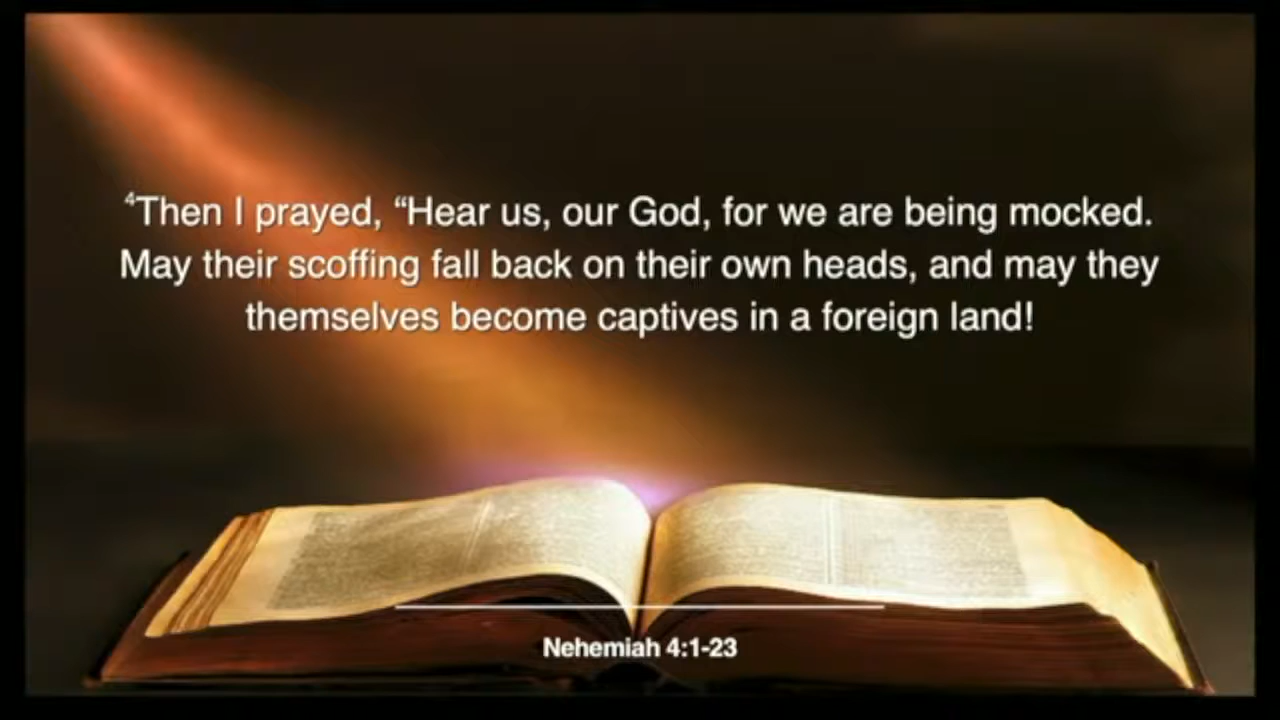 ⁴Then I prayed, “Hear us, our God, for we are being mocked.
May their scoffing fall back on their own heads, and may they
themselves become captives in a foreign land!
Nehemiah 4:1-23